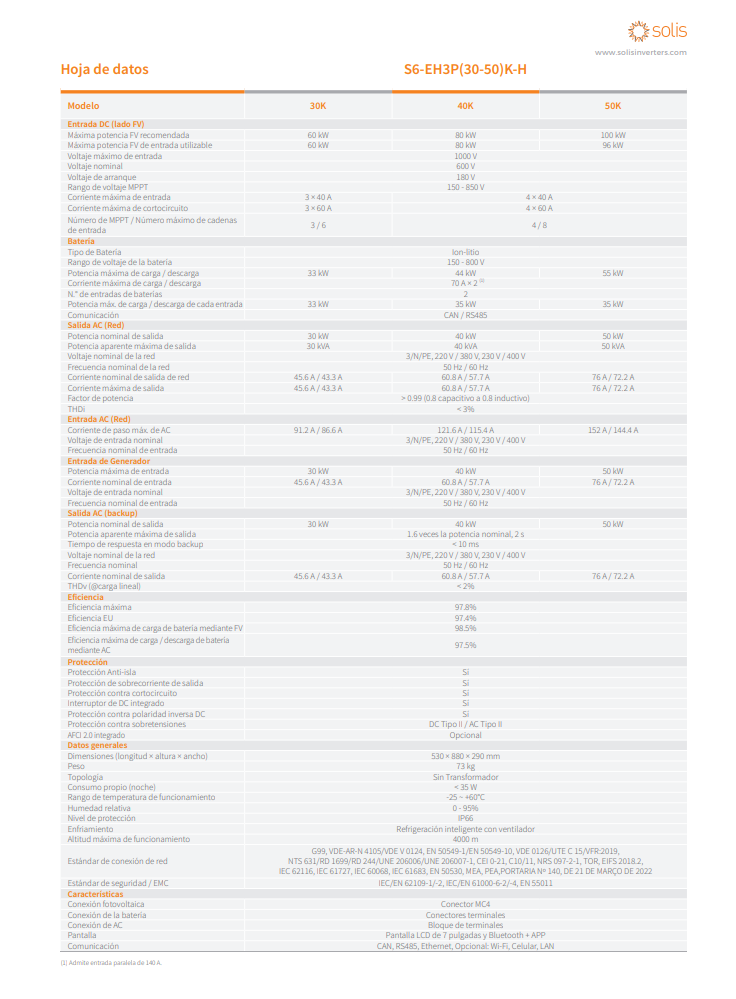 solis
www.solisinverters.com
Hoja de datos S6-EH3P(30-50)K-H
Modelo 30K 40K 50K
Entrada DC (lado FV)
Máxima potencia FV recomendada 60 kW 80 kW 100 kW
Máxima potencia FV de entrada utilizable 60 kW 80 kW 96 kW
Voltaje máximo de entrada 1000 V
Voltaje nominal 600 V
Voltaje de arranque 180 V
Rango de voltaje MPPT 150 - 850 V
Corriente máxima de entrada 3 × 40 A 4 × 40 A
Corriente máxima de cortocircuito 3 × 60 A 4 × 60 A
Número de MPPT / Número máximo de cadenas
de entrada 3 / 6 4 / 8
Batería
Tipo de Batería Ion-litio
Rango de voltaje de la batería 150 - 800 V
Potencia máxima de carga / descarga 33 kW 44 kW 55 kW
Corriente máxima de carga / descarga 70 A × 2 (1)
N.° de entradas de baterías 2
Potencia máx. de carga / descarga de cada entrada 33 kW 35 kW 35 kW
Comunicación CAN / RS485
Salida AC (Red)
Potencia nominal de salida 30 kW 40 kW 50 kW
Potencia aparente máxima de salida 30 kVA 40 kVA 50 kVA
Voltaje nominal de la red 3/N/PE, 220 V / 380 V, 230 V / 400 V
Frecuencia nominal de la red 50 Hz / 60 Hz
Corriente nominal de salida de red 45.6 A / 43.3 A 60.8 A / 57.7 A 76 A / 72.2 A
Corriente máxima de salida 45.6 A / 43.3 A 60.8 A / 57.7 A 76 A / 72.2 A
Factor de potencia > 0.99 (0.8 capacitivo a 0.8 inductivo)
THDi < 3%
Entrada AC (Red)
Corriente de paso máx. de AC 91.2 A / 86.6 A 121.6 A / 115.4 A 152 A / 144.4 A
Voltaje de entrada nominal 3/N/PE, 220 V / 380 V, 230 V / 400 V
Frecuencia nominal de entrada 50 Hz / 60 Hz
Entrada de Generador
Potencia máxima de entrada 30 kW 40 kW 50 kW
Corriente nominal de entrada 45.6 A / 43.3 A 60.8 A / 57.7 A 76 A / 72.2 A
Voltaje de entrada nominal 3/N/PE, 220 V / 380 V, 230 V / 400 V
Frecuencia nominal de entrada 50 Hz / 60 Hz
Salida AC (backup)
Potencia nominal de salida 30 kW 40 kW 50 kW
Potencia aparente máxima de salida 1.6 veces la potencia nominal, 2 s
Tiempo de respuesta en modo backup < 10 ms
Voltaje nominal de la red 3/N/PE, 220 V / 380 V, 230 V / 400 V
Frecuencia nominal 50 Hz / 60 Hz
Corriente nominal de salida 45.6 A / 43.3 A 60.8 A / 57.7 A 76 A / 72.2 A
THDv (@carga lineal) < 2%
Eficiencia
Eficiencia máxima 97.8%
Eficiencia EU 97.4%
Eficiencia máxima de carga de batería mediante FV 98.5%
Eficiencia máxima de carga / descarga de batería
mediante AC 97.5%
Protección
Protección Anti-isla Sí
Protección de sobrecorriente de salida Sí
Protección contra cortocircuito Sí
Interruptor de DC integrado Sí
Protección contra polaridad inversa DC Sí
Protección contra sobretensiones DC Tipo II / AC Tipo II
AFCI 2.0 integrado Opcional
Datos generales
Dimensiones (longitud × altura × ancho) 530 × 880 × 290 mm
Peso 73 kg
Topología Sin Transformador
Consumo propio (noche) < 35 W
Rango de temperatura de funcionamiento -25 ~ +60°C
Humedad relativa 0 - 95%
Nivel de protección IP66
Enfriamiento Refrigeración inteligente con ventilador
Altitud máxima de funcionamiento 4000 m
Estándar de conexión de red G99, VDE-AR-N 4105/VDE V 0124, EN 50549-1/EN 50549-10, VDE 0126/UTE C 15/VFR:2019,
NTS 631/RD 1699/RD 244/UNE 206006/UNE 206007-1, CEI 0-21, C10/11, NRS 097-2-1, TOR, EIFS 2018.2,
IEC 62116, IEC 61727, IEC 60068, IEC 61683, EN 50530, MEA, PEA,PORTARIA Nº 140, DE 21 DE MARÇO DE 2022
Estándar de seguridad / EMC IEC/EN 62109-1/-2, IEC/EN 61000-6-2/-4, EN 55011
Características
Conexión fotovoltaica Conector MC4
Conexión de la batería Conectores terminales
Conexión de AC Bloque de terminales
Pantalla Pantalla LCD de 7 pulgadas y Bluetooth + APP
Comunicación CAN, RS485, Ethernet, Opcional: Wi-Fi, Celular, LAN
(1) Admite entrada paralela de 140 A.